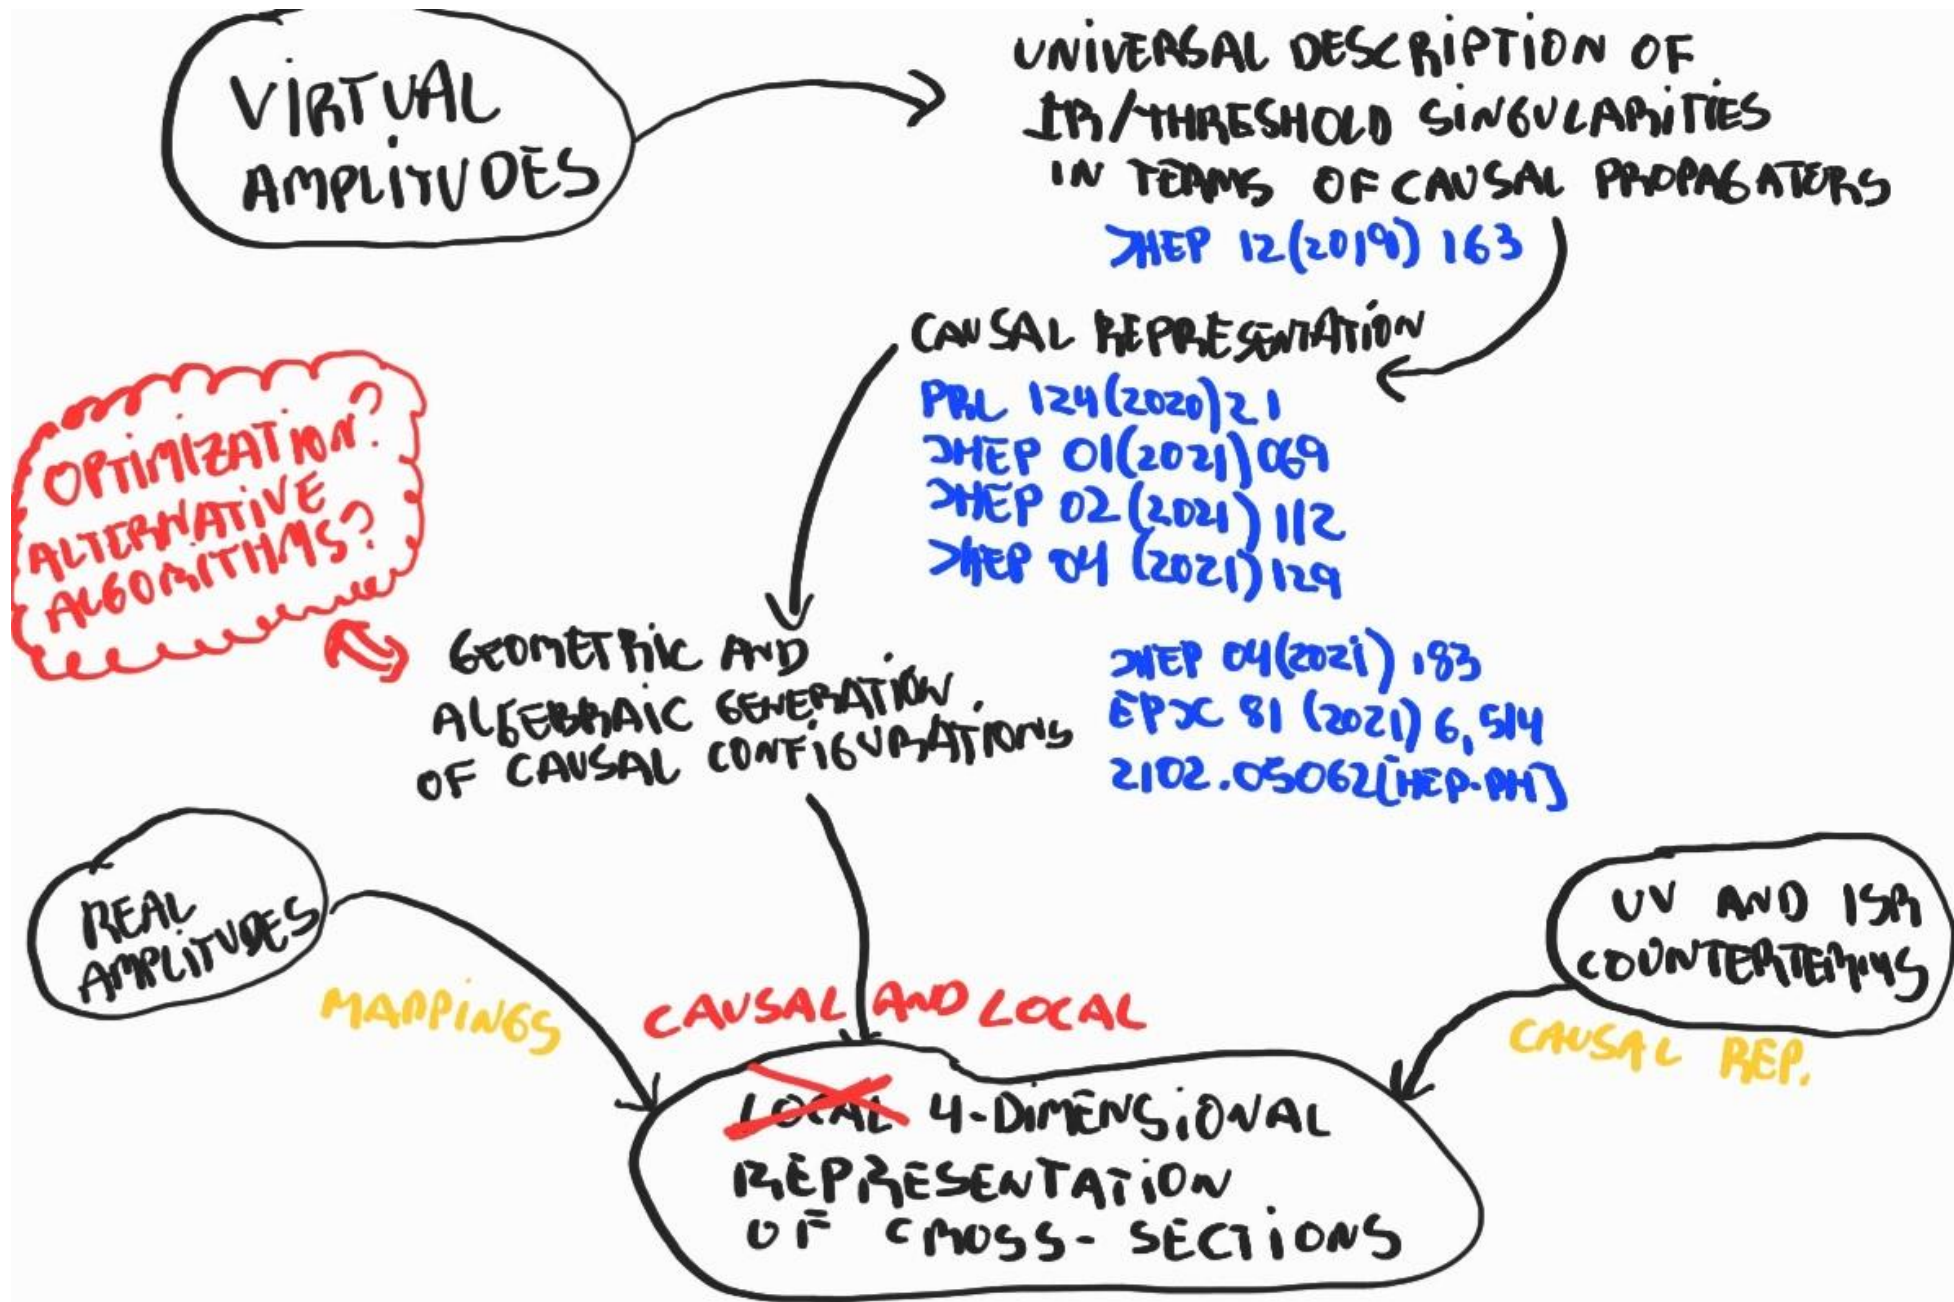 VIRTUAL
AMPLITUDES
UNIVERSAL DESCRIPTION OF
IR/THRESHOLD SINGULARITIES
IN TERMS OF CAUSAL PROPAGATORS
JHEP 12(2019) 163
CAUSAL REPRESENTATION
PRL 124(2020)21
JHEP 01(2021)069
JHEP 02(2021)112
JHEP 04(2021)129
OPTIMIZATION?
ALTERNATIVE
ALGORITHMS?
GEOMETRIC AND
ALGEBRAIC GENERATION
OF CAUSAL CONFIGURATIONS
JHEP 04(2021)183
EPJC 81 (2021) 6, 514
2102.05062[HEP-PH]
REAL
AMPLITUDES
MAPPINGS
UV AND ISR
COUNTERTERMS
CAUSAL REP.
CAUSAL AND LOCAL
LOCAL 4-DIMENSIONAL
REPRESENTATION
OF CROSS-SECTIONS